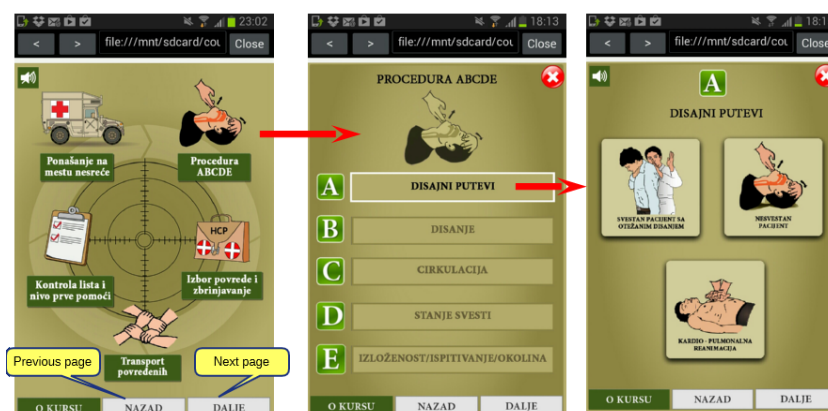 23:02
< > file:///mnt/sdcard/cou Close
Ponašanje na
mestu nesreće
Procedura
ABCDE
HCP
Kontrola lista i
nivo prve pomoći
Izbor povrede i
zbrinjavanje
Transport
povređenih
Previous page
Next page
O KURSU NAZAD DALJE
18:13
< > file:///mnt/sdcard/cou Close
PROCEDURA ABCDE
A DISAJNI PUTEVI
B DISANJE
C CIRKULACIJA
D STANJE SVESTI
E IZLOŽENOST/ISPITIVANJE/OKOLINA
O KURSU NAZAD DALJE
18:1
< > file:///mnt/sdcard/cou Close
A
DISAJNI PUTEVI
SVESTAN PACIJENT SA
OTEŽANIM DISANJEM
NESVESTAN
PACIJENT
KARDIO - PULMONALNA
REANIMACIJA
O KURSU NAZAD DALJE